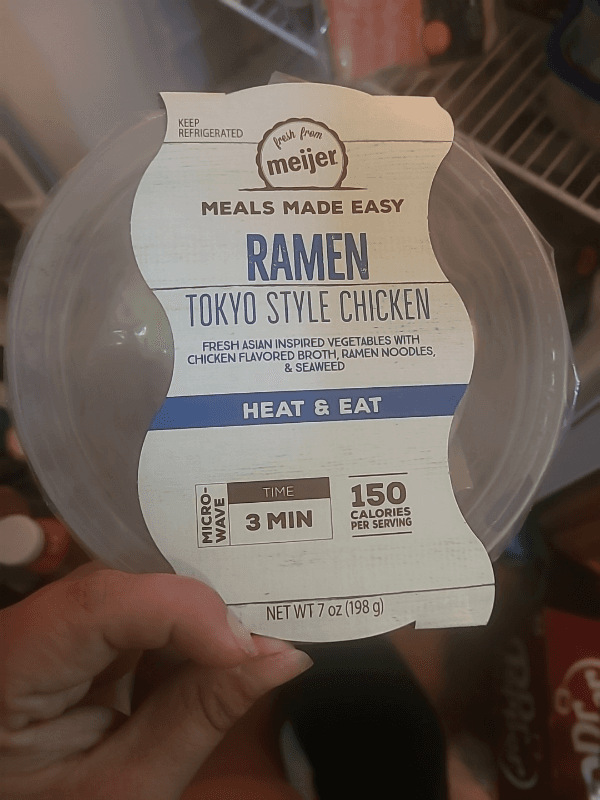 KEEP
REFRIGERATED
fresh from
meijer
MEALS MADE EASY
RAMEN
TOKYO STYLE CHICKEN
FRESH ASIAN INSPIRED VEGETABLES WITH
CHICKEN FLAVORED BROTH, RAMEN NOODLES,
& SEAWEED
HEAT & EAT
MICRO-
WAVE
TIME
3 MIN
150
CALORIES
PER SERVING
NET WT 7 oz (198 g)